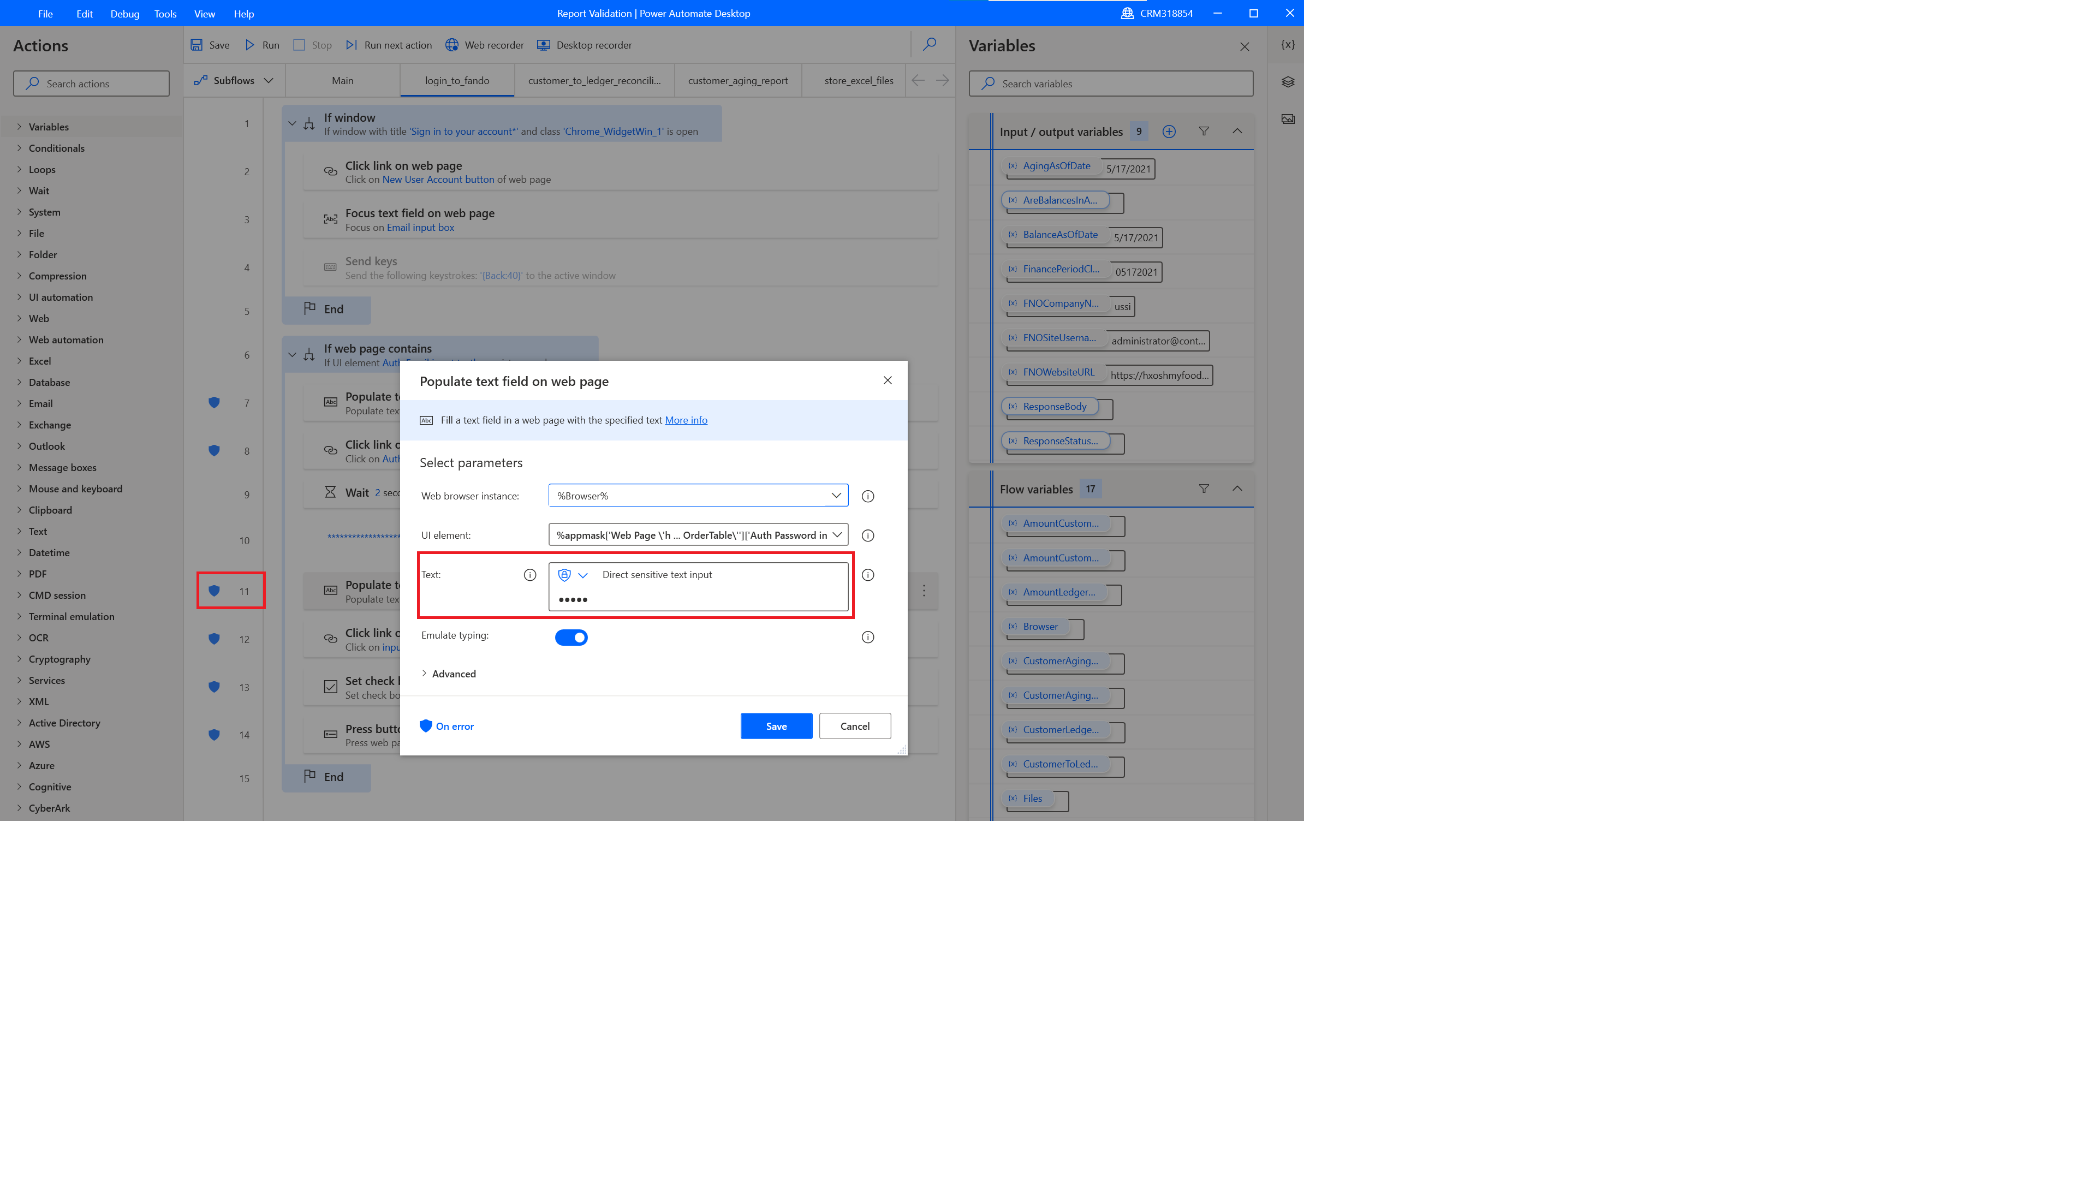 File Edit Debug Tools View Help
Report Validation | Power Automate Desktop
CRM318854
Actions
Search actions
Variables
Conditionals
Loops
Wait
System
File
Folder
Compression
UI automation
Web
Web automation
Excel
Database
Email
Exchange
Outlook
Message boxes
Mouse and keyboard
Clipboard
Text
Datetime
PDF
CMD session
Terminal emulation
OCR
Cryptography
Services
XML
Active Directory
AWS
Azure
Cognitive
CyberArk
Save Run Stop Run next action Web recorder Desktop recorder
Subflows Main login_to_fando customer_to_ledger_reconcili... customer_aging_report store_excel_files
1 If window
If window with title 'Sign in to your account*' and class 'Chrome_WidgetWin_1' is open
2 Click link on web page
Click on New User Account button of web page
3 Focus text field on web page
Focus on Email input box
4 Send keys
Send the following keystrokes: '{Back:40}' to the active window
5 End
6 If web page contains
If UI element
7 Populate t
Populate tex
8 Click link o
Click on Aut
9 Wait 2 seco
10 ********************
11 Populate t
Populate tex
12 Click link o
Click on inpu
13 Set check
Set check bo
14 Press butt
Press web pa
15 End
Populate text field on web page
Abc Fill a text field in a web page with the specified text More info
Select parameters
Web browser instance: %Browser%
UI element: %appmask['Web Page \'h ... OrderTable\'']['Auth Password in
Text: Direct sensitive text input
•••••
Emulate typing:
Advanced
On error Save Cancel
Variables
{x}
Search variables
Input / output variables 9
AgingAsOfDate 5/17/2021
AreBalancesInA...
BalanceAsOfDate 5/17/2021
FinancePeriodCl... 05172021
FNOCompanyN... ussi
FNOSiteUserna... administrator@cont...
FNOWebsiteURL https://hxoshmyfood...
ResponseBody
ResponseStatus...
Flow variables 17
AmountCustom...
AmountCustom...
AmountLedger...
Browser
CustomerAging...
CustomerAging...
CustomerLedge...
CustomerToLed...
Files